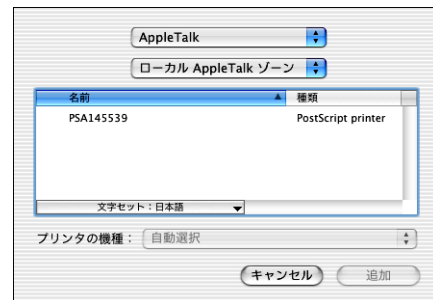 AppleTalk
ローカル AppleTalk ゾーン
名前 種類
PSA145539 PostScript printer
文字セット：日本語
プリンタの機種： 自動選択
キャンセル 追加